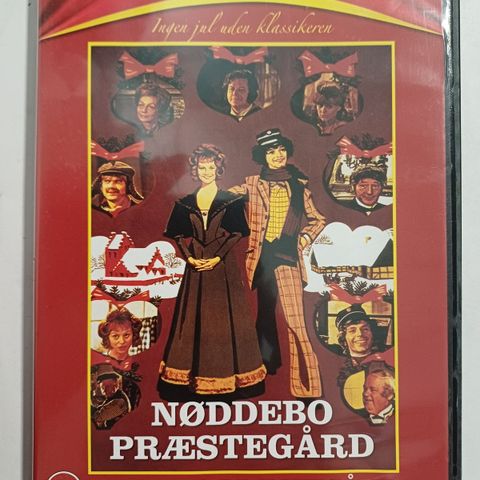 Ingen jul uden klassikeren
NØDDEBO
PRÆSTEGÅRD